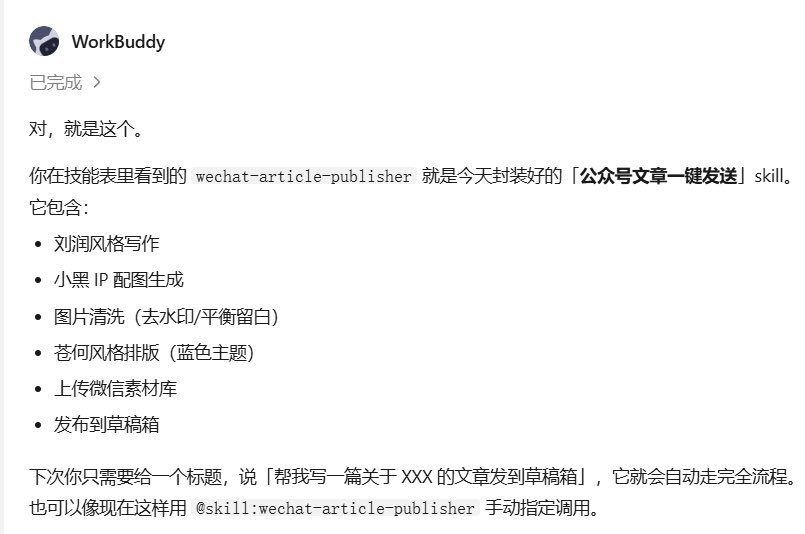 WorkBuddy
已完成 >
对，就是这个。
你在技能表里看到的 wechat-article-publisher 就是今天封装好的「公众号文章一键发送」skill。
它包含：
• 刘润风格写作
• 小黑 IP 配图生成
• 图片清洗（去水印/平衡留白）
• 苍何风格排版（蓝色主题）
• 上传微信素材库
• 发布到草稿箱
下次你只需要给一个标题，说「帮我写一篇关于 XXX 的文章发到草稿箱」，它就会自动走完全流程。
也可以像现在这样用 @skill:wechat-article-publisher 手动指定调用。